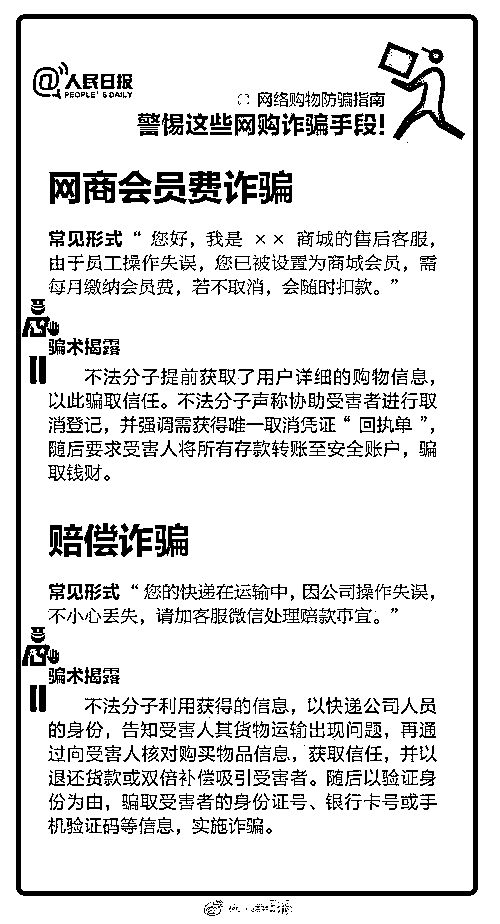 @人民日报
PEOPLE'S DAILY
网络购物防骗指南
警惕这些网购诈骗手段!
网商会员费诈骗
常见形式“您好，我是 ×× 商城的售后客服，
由于员工操作失误，您已被设置为商城会员，需
每月缴纳会员费，若不取消，会随时扣款。”
骗术揭露
不法分子提前获取了用户详细的购物信息，
以此骗取信任。不法分子声称协助受害者进行取
消登记，并强调需获得唯一取消凭证“回执单”，
随后要求受害人将所有存款转账至安全账户，骗
取钱财。
赔偿诈骗
常见形式“您的快递在运输中，因公司操作失误，
不小心丢失，请加客服微信处理赔款事宜。”
骗术揭露
不法分子利用获得的信息，以快递公司人员
的身份，告知受害人其货物运输出现问题，再通
过向受害人核对购买物品信息，获取信任，并以
退还货款或双倍补偿吸引受害者。随后以验证身
份为由，骗取受害者的身份证号、银行卡号或手
机验证码等信息，实施诈骗。